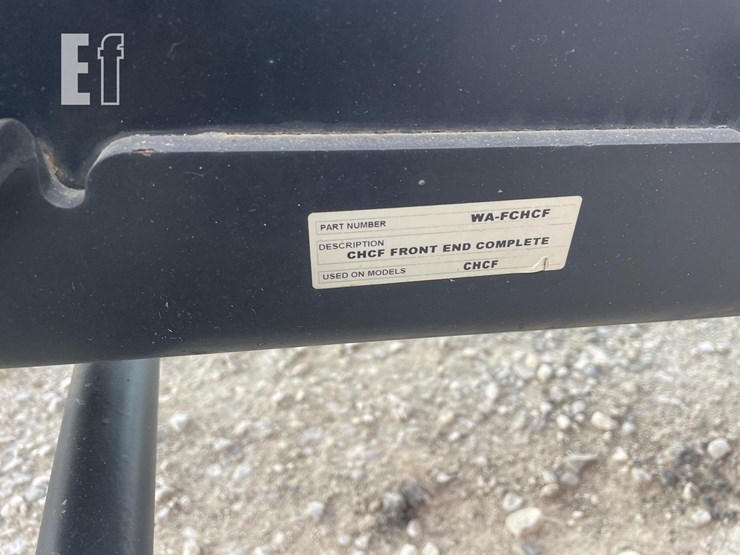 Ef
PART NUMBER WA-FCHCF
DESCRIPTION CHCF FRONT END COMPLETE
USED ON MODELS CHCF